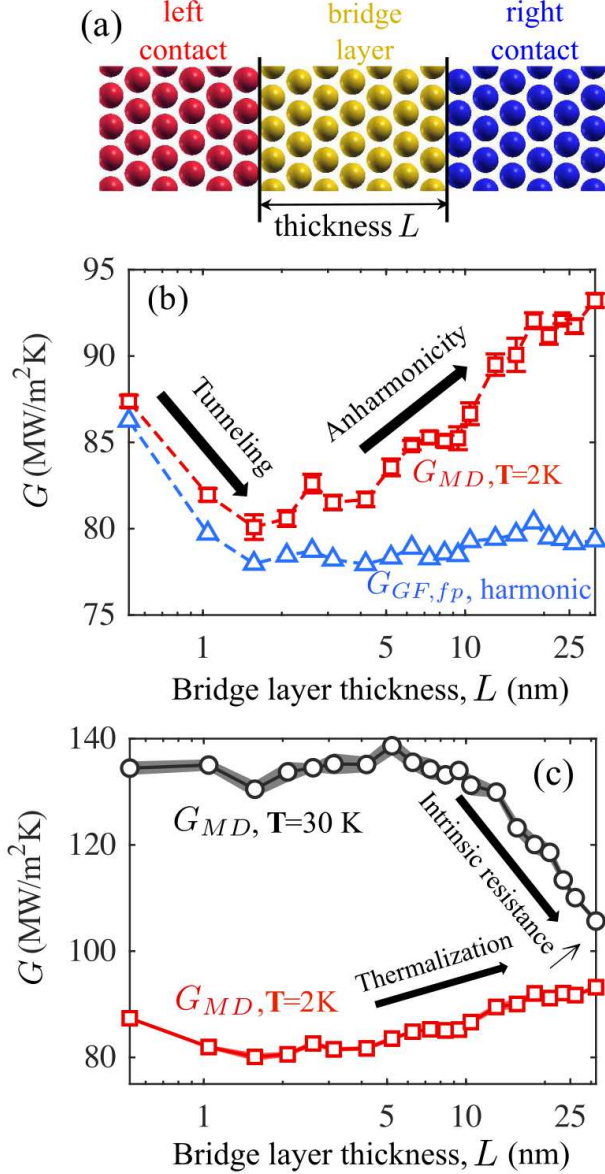 (a)
left
contact
bridge
layer
right
contact
thickness L
(b)
95
90
85
80
75
G (MW/m²K)
Tunneling
Anharmonicity
G_MD, T=2K
G_GF,fp, harmonic
1
5
10
25
Bridge layer thickness, L (nm)
(c)
140
120
100
80
G (MW/m²K)
G_MD, T=30 K
Intrinsic resistance ↗
Thermalization
G_MD, T=2K
1
5
10
25
Bridge layer thickness, L (nm)